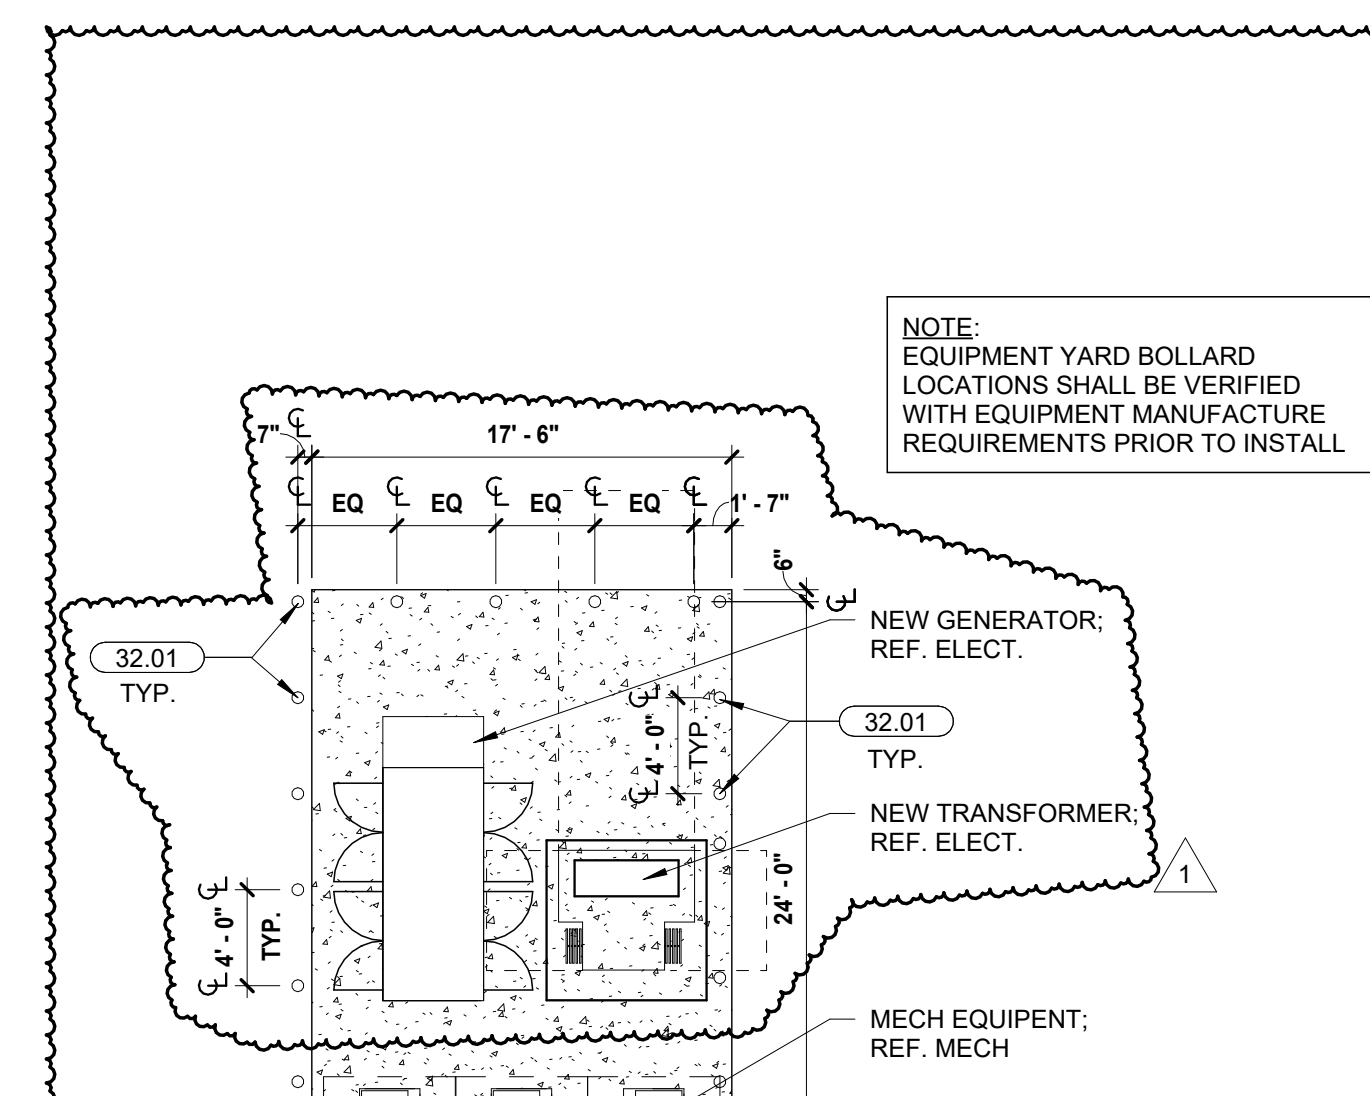 NOTE:
EQUIPMENT YARD BOLLARD
LOCATIONS SHALL BE VERIFIED
WITH EQUIPMENT MANUFACTURE
REQUIREMENTS PRIOR TO INSTALL
7"
17' - 6"
EQ
EQ
EQ
EQ
1' - 7"
6"
NEW GENERATOR;
REF. ELECT.
32.01
TYP.
4' - 0"
TYP.
32.01
TYP.
NEW TRANSFORMER;
REF. ELECT.
24' - 0"
1
4' - 0"
TYP.
MECH EQUIPENT;
REF. MECH